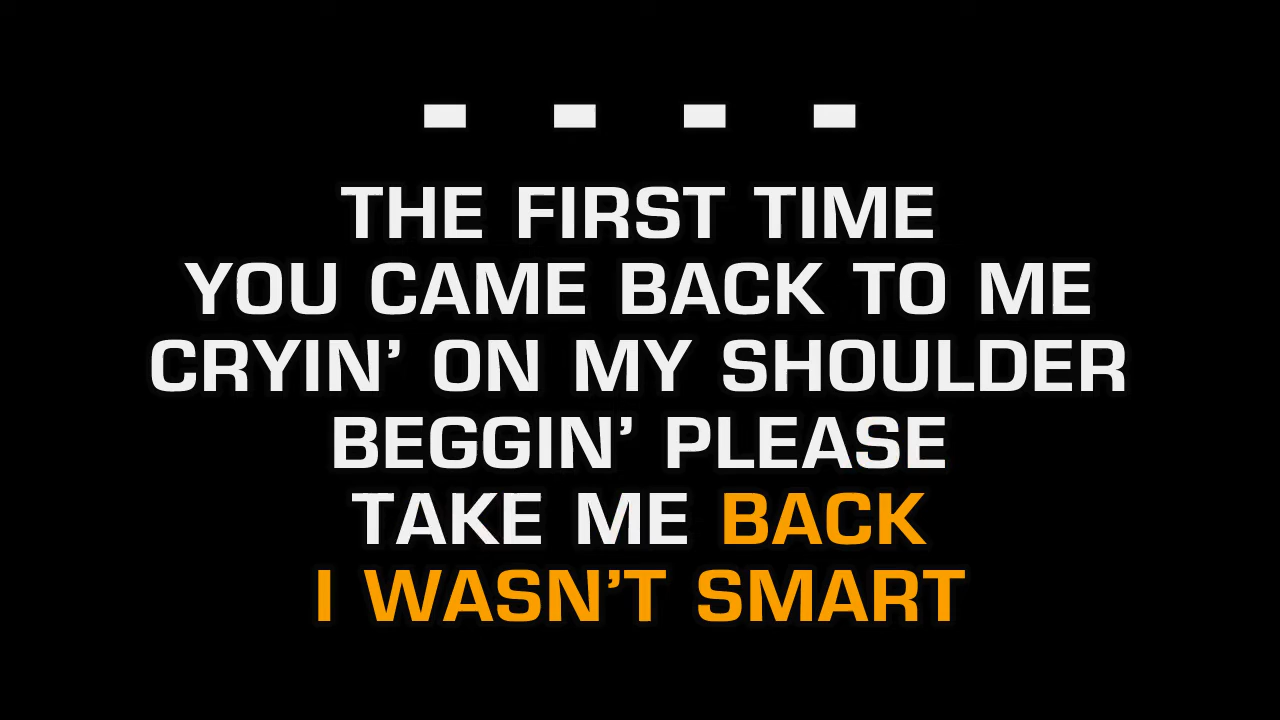 THE FIRST TIME
YOU CAME BACK TO ME
CRYIN’ ON MY SHOULDER
BEGGIN’ PLEASE
TAKE ME BACK
I WASN’T SMART